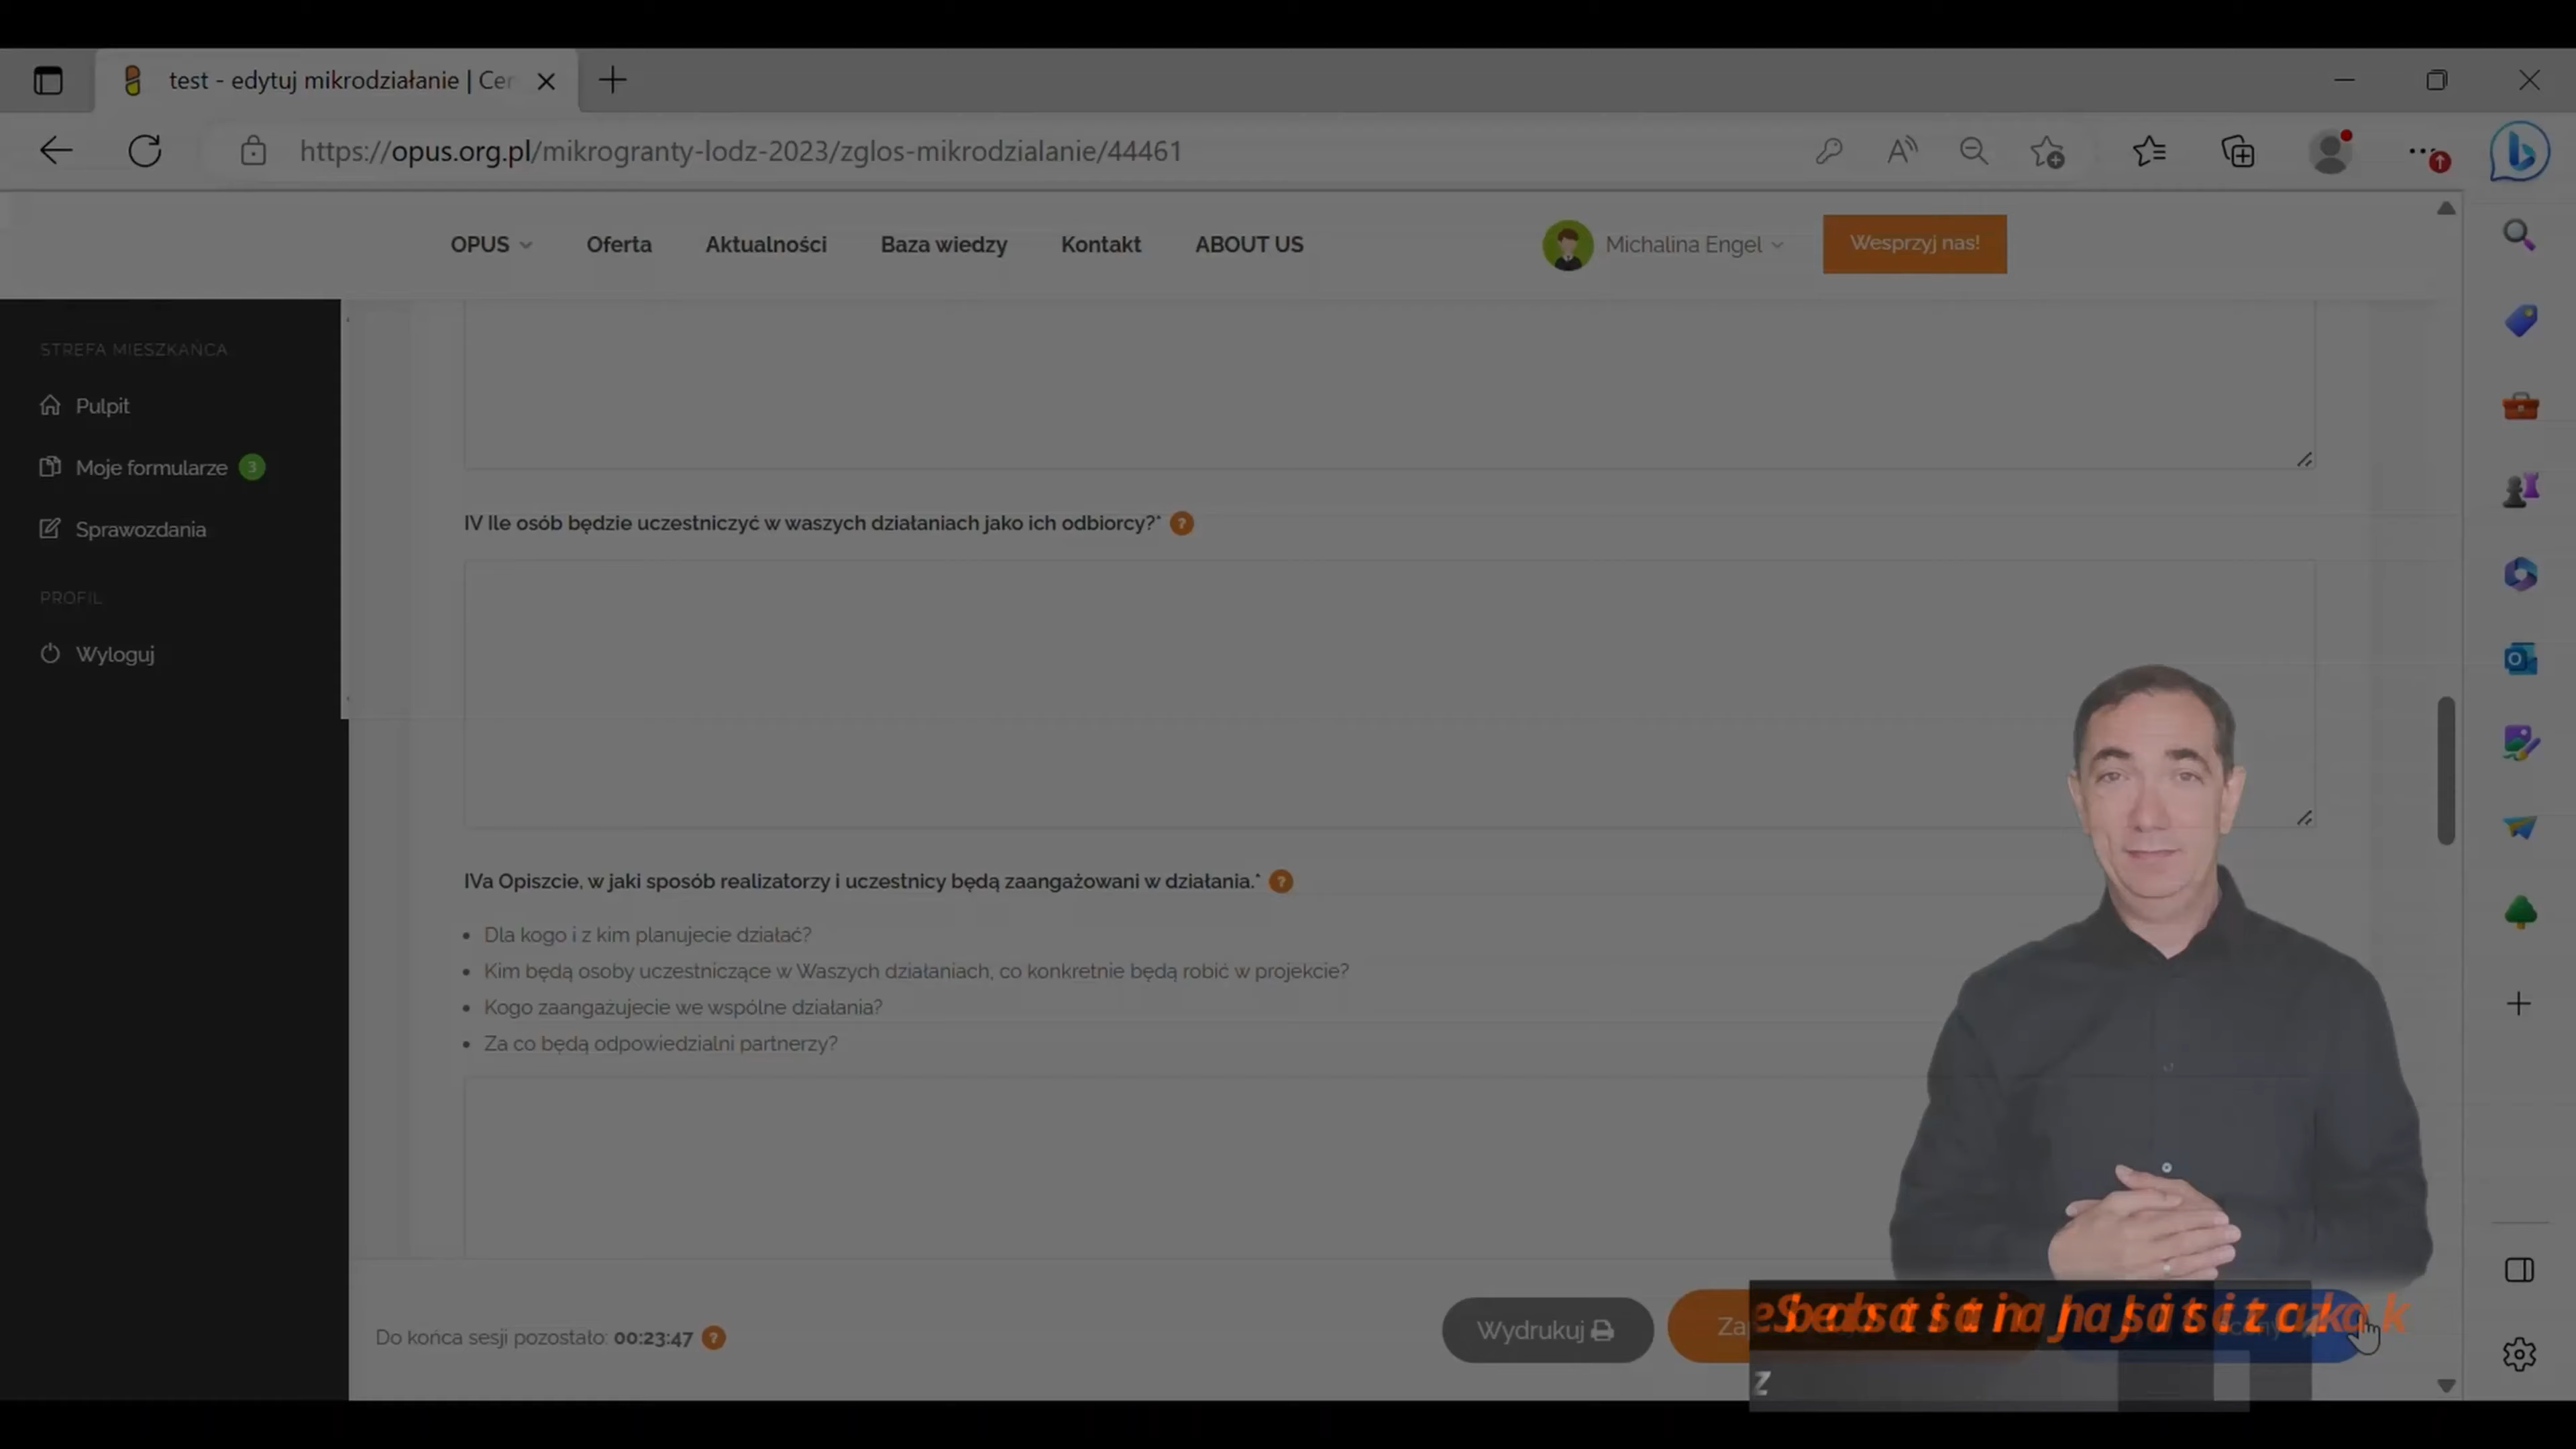 test - edytuj mikrodziałanie | Cer
https://opus.org.pl/mikrogranty-lodz-2023/zglos-mikrodzialanie/44461
OPUS Oferta Aktualności Baza wiedzy Kontakt ABOUT US Michalina Engel Wesprzyj nas!
STREFA MIESZKAŃCA
Pulpit
Moje formularze 3
Sprawozdania
PROFIL
Wyloguj
IV Ile osób będzie uczestniczyć w waszych działaniach jako ich odbiorcy?*
IVa Opiszcie, w jaki sposób realizatorzy i uczestnicy będą zaangażowani w działania.*
Dla kogo i z kim planujecie działać?
Kim będą osoby uczestniczące w Waszych działaniach, co konkretnie będą robić w projekcie?
Kogo zaangażujecie we wspólne działania?
Za co będą odpowiedzialni partnerzy?
Do końca sesji pozostało: 00:23:47
Wydrukuj